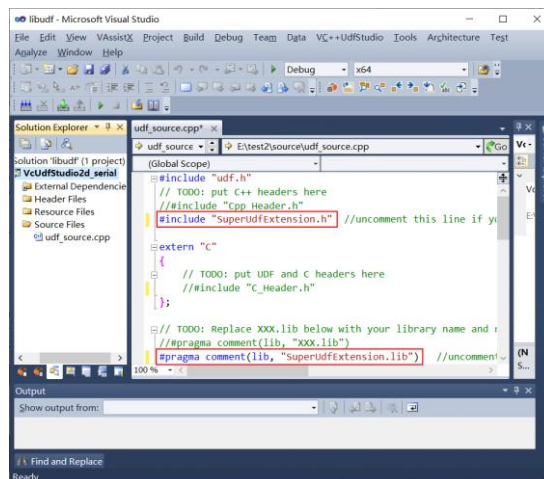 libudf - Microsoft Visual Studio
File Edit View VAssistX Project Build Debug Team Data VC++UdfStudio Tools Architecture Test
Analyze Window Help
Debug x64
Solution Explorer
udf_source.cpp*
udf_source
E:\test2\source\udf_source.cpp
Go
Solution 'libudf' (1 project)
VcUdfStudio2d_serial
External Dependencie
Header Files
Resource Files
Source Files
udf_source.cpp
(Global Scope)
#include "udf.h"
// TODO: put C++ headers here
//#include "Cpp_Header.h"
#include "SuperUdfExtension.h" //uncomment this line if yo
extern "C"
{
// TODO: put UDF and C headers here
//#include "C_Header.h"
};
// TODO: Replace XXX.lib below with your library name and
//#pragma comment(lib, "XXX.lib")
#pragma comment(lib, "SuperUdfExtension.lib") //uncomment
100 %
(N
S...
Output
Show output from:
Find and Replace
Ready